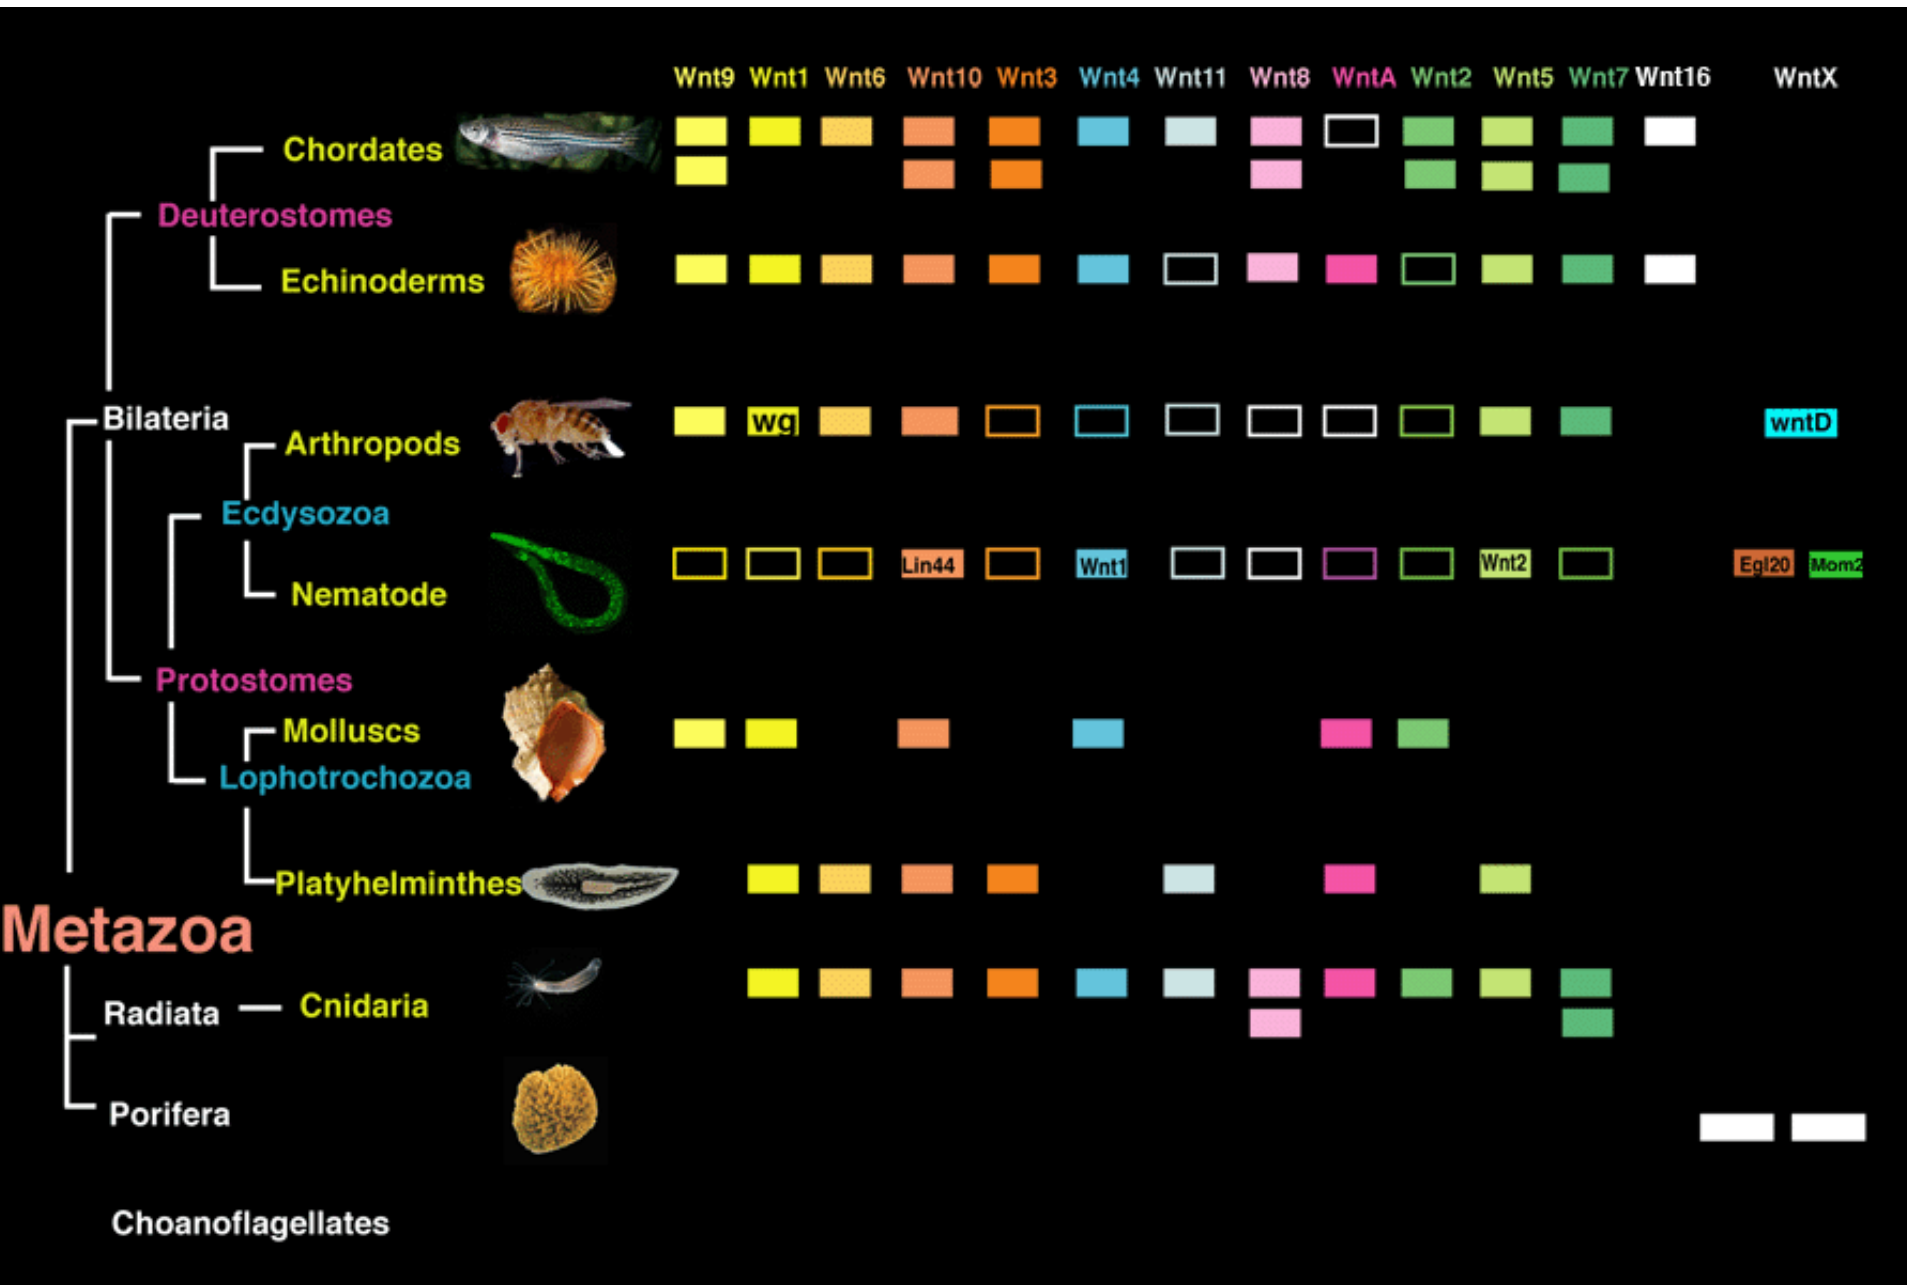 Wnt9 Wnt1 Wnt6 Wnt10 Wnt3 Wnt4 Wnt11 Wnt8 WntA Wnt2 Wnt5 Wnt7 Wnt16 WntX
Chordates
Deuterostomes
Echinoderms
Bilateria
Arthropods
wg
wntD
Ecdysozoa
Nematode
Lin44
Wnt1
Wnt2
Egl20
Mom2
Protostomes
Molluscs
Lophotrochozoa
Platyhelminthes
Metazoa
Radiata
Cnidaria
Porifera
Choanoflagellates